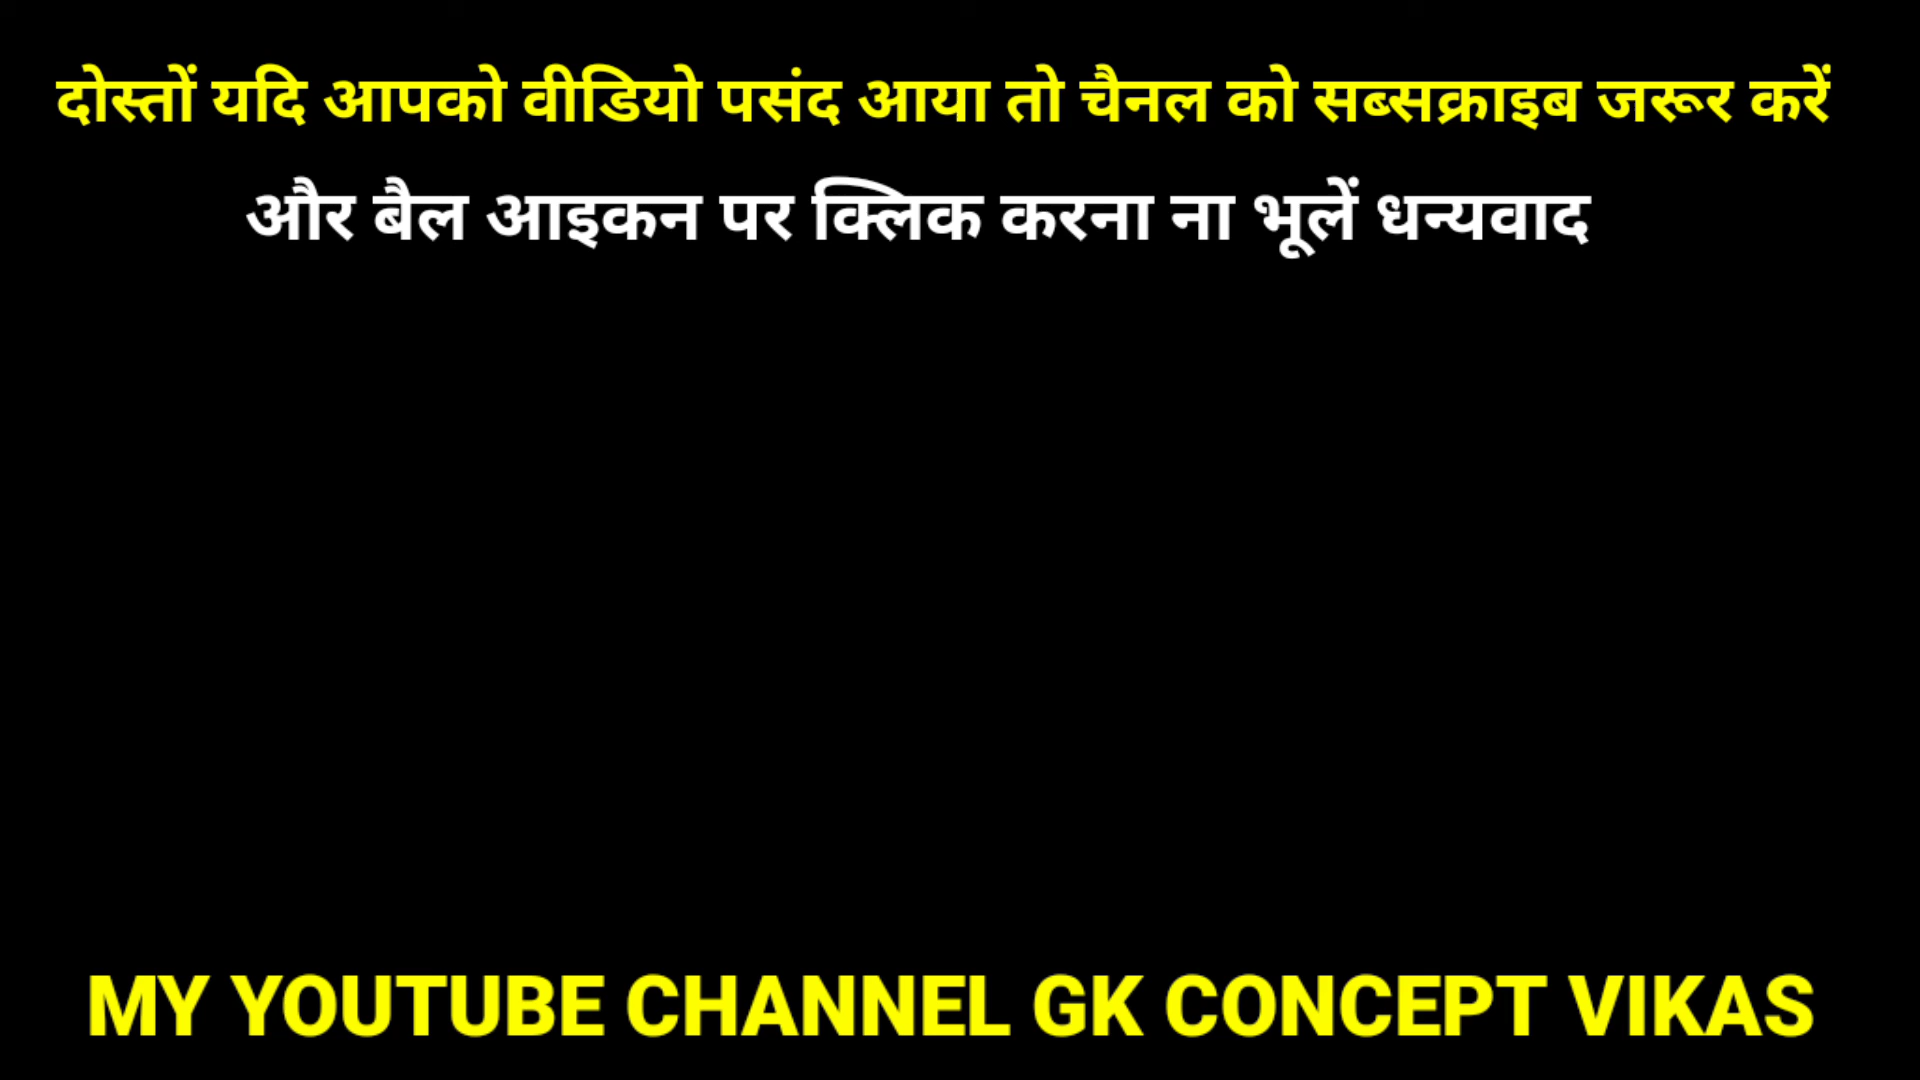 दोस्तों यदि आपको वीडियो पसंद आया तो चैनल को सब्सक्राइब जरूर करें
और बैल आइकन पर क्लिक करना ना भूलें धन्यवाद
MY YOUTUBE CHANNEL GK CONCEPT VIKAS